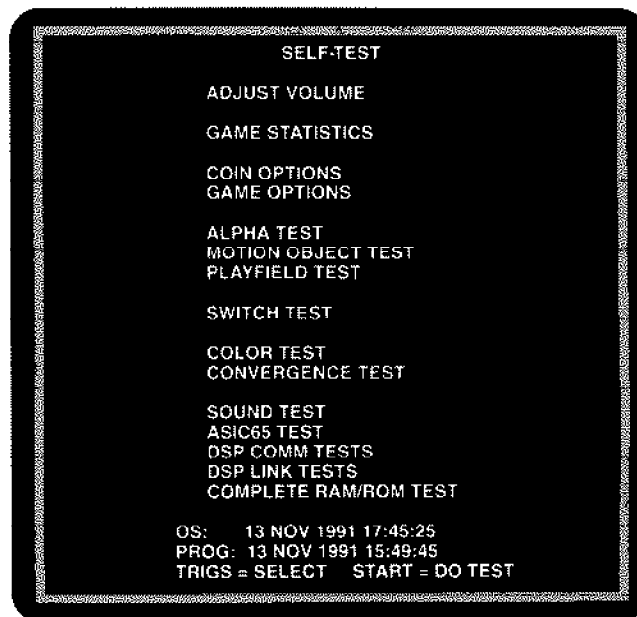 SELF-TEST
ADJUST VOLUME
GAME STATISTICS
COIN OPTIONS
GAME OPTIONS
ALPHA TEST
MOTION OBJECT TEST
PLAYFIELD TEST
SWITCH TEST
COLOR TEST
CONVERGENCE TEST
SOUND TEST
ASIC65 TEST
DSP COMM TESTS
DSP LINK TESTS
COMPLETE RAM/ROM TEST
OS: 13 NOV 1991 17:45:25
PROG: 13 NOV 1991 15:49:45
TRIGS = SELECT START = DO TEST